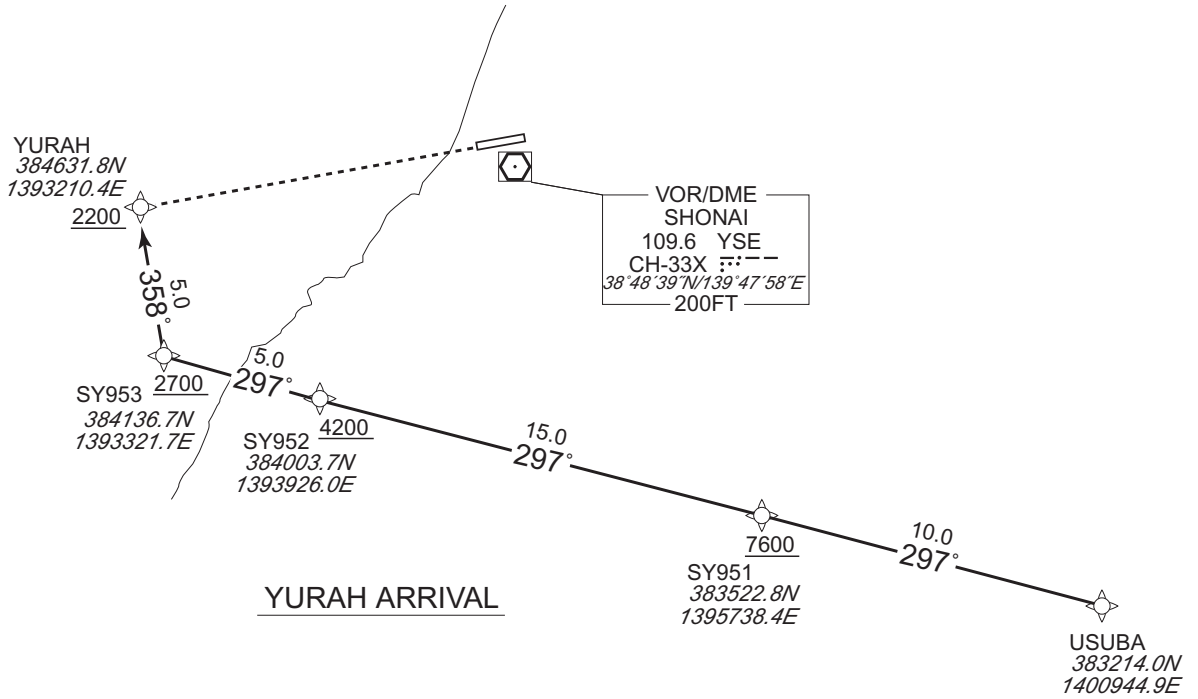 YURAH
384631.8N
1393210.4E
2200
5.0
358°
SY953
2700
384136.7N
1393321.7E
5.0
297°
SY952
4200
384003.7N
1393926.0E
15.0
297°
7600
SY951
383522.8N
1395738.4E
10.0
297°
USUBA
383214.0N
1400944.9E
VOR/DME
SHONAI
109.6 YSE
CH-33X
38°48′39″N/139°47′58″E
200FT
YURAH ARRIVAL